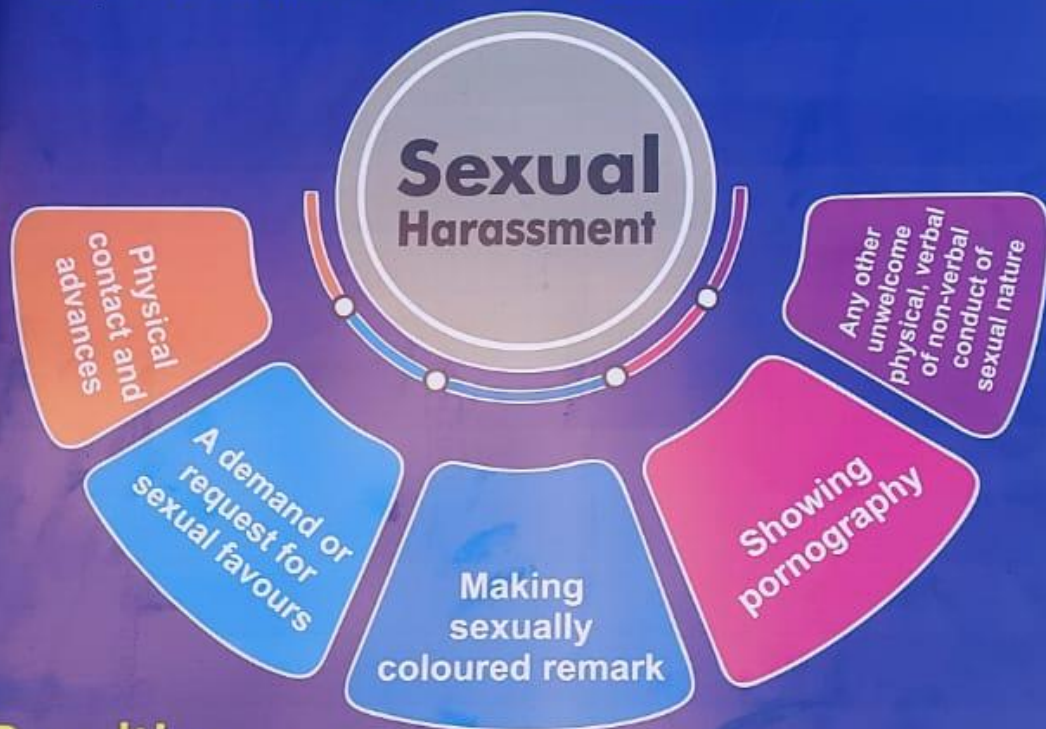 Sexual
Harassment
Physical
contact and
advances
A demand or
request for
sexual favours
Making
sexually
coloured remark
Showing
pornography
Any other
unwelcome
physical, verbal
of non-verbal
conduct of
sexual nature